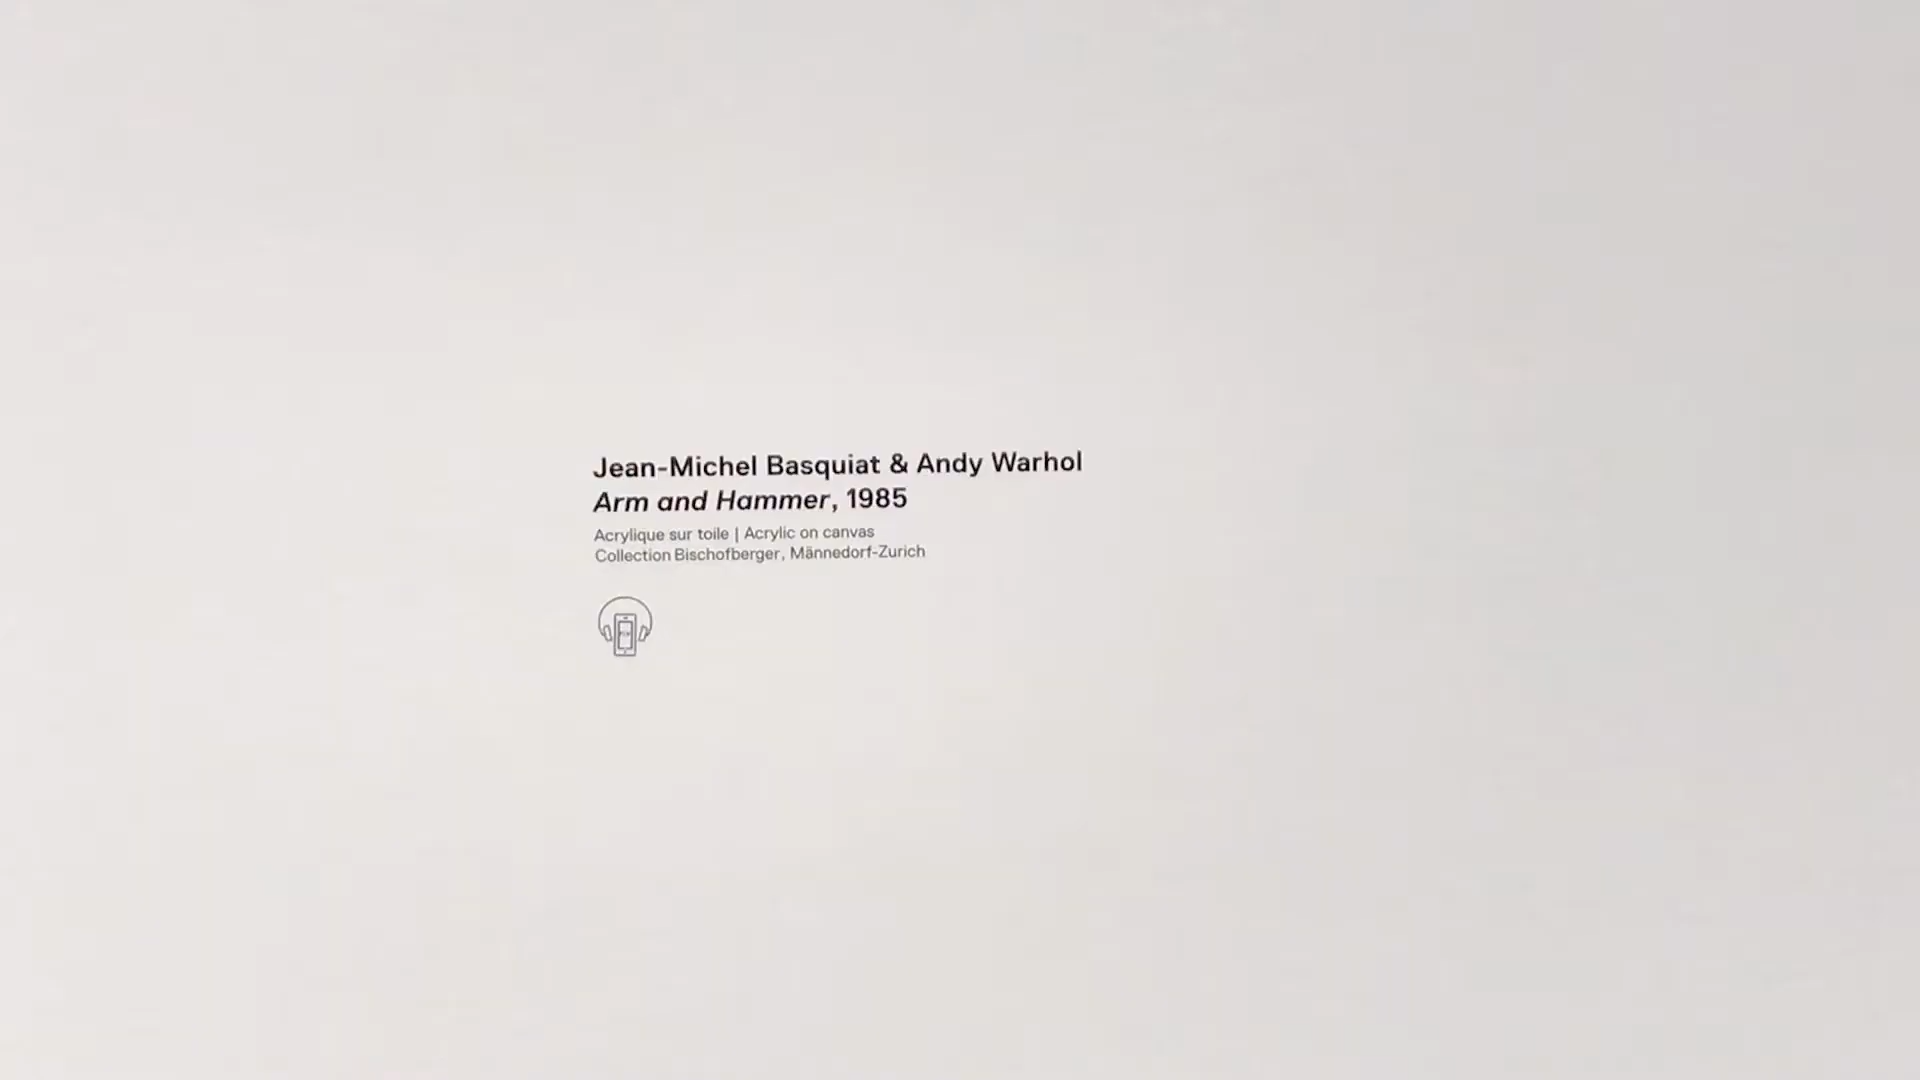 Jean-Michel Basquiat & Andy Warhol
Arm and Hammer, 1985
Acrylique sur toile | Acrylic on canvas
Collection Bischofberger, Männedorf-Zurich